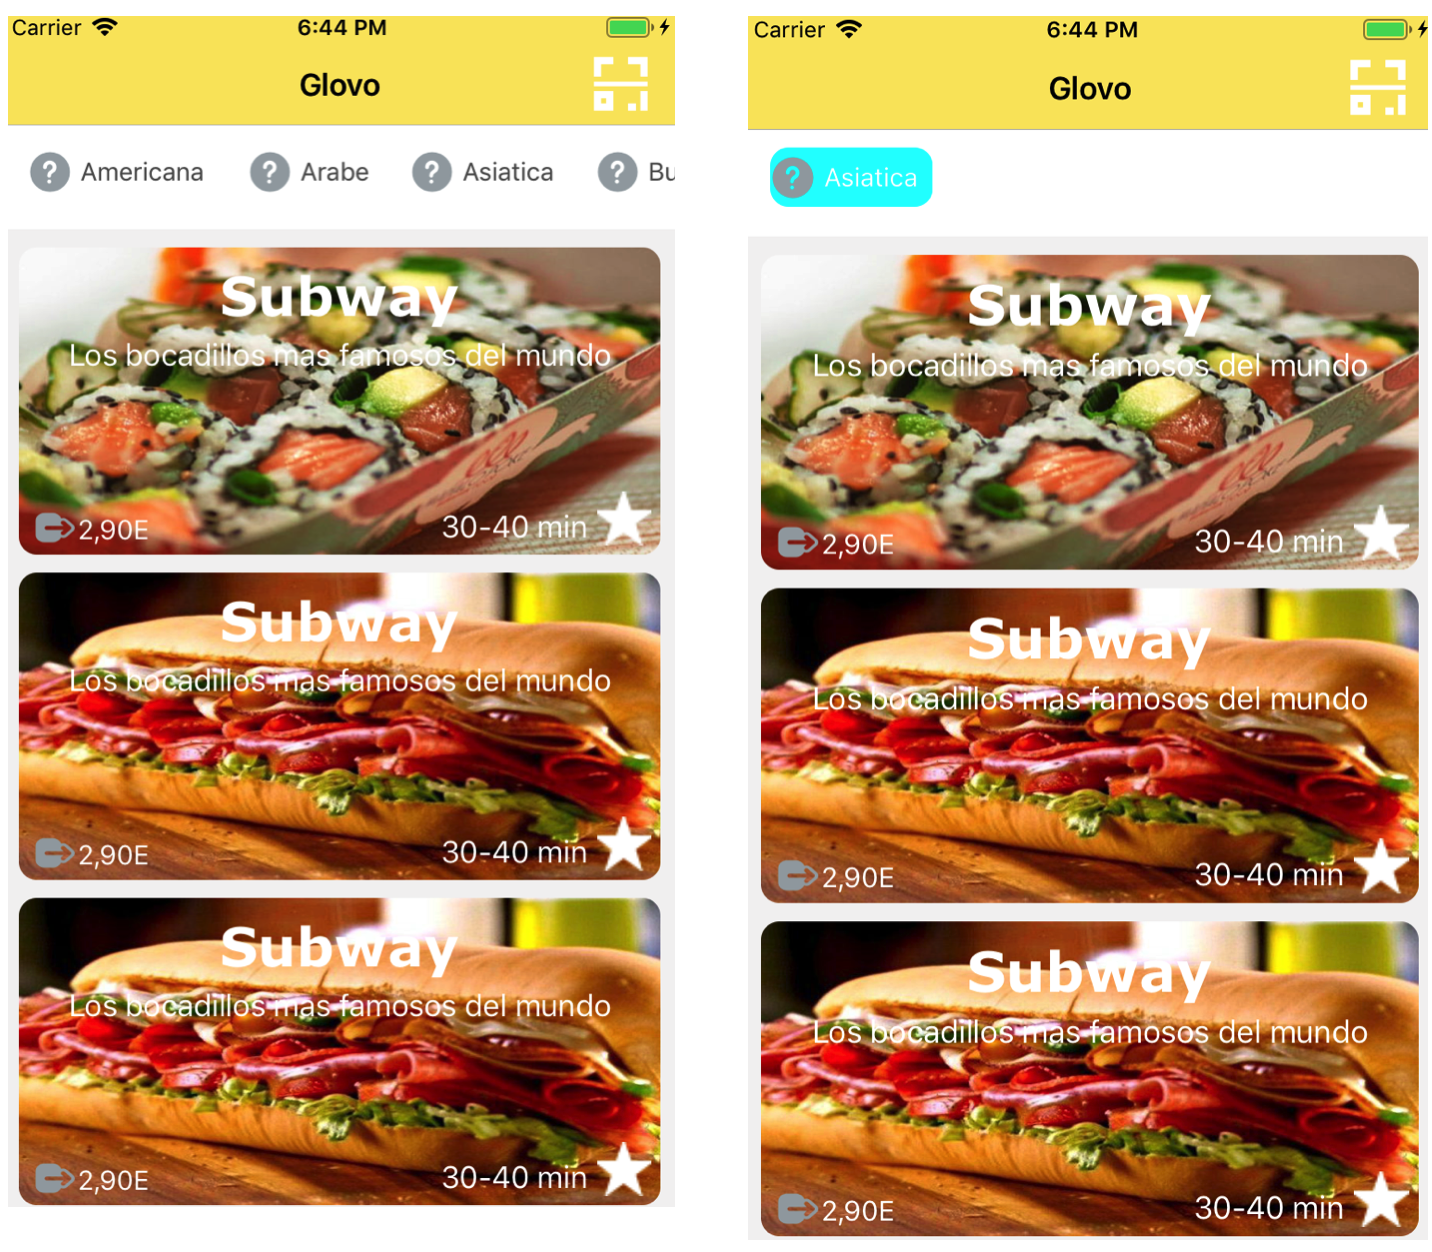 Carrier 6:44 PM
Glovo
? Americana ? Arabe ? Asiatica ? Bu
Subway
Los bocadillos mas famosos del mundo
2,90E 30-40 min
Subway
Los bocadillos mas famosos del mundo
2,90E 30-40 min
Subway
Los bocadillos mas famosos del mundo
2,90E 30-40 min
Carrier 6:44 PM
Glovo
? Asiatica
Subway
Los bocadillos mas famosos del mundo
2,90E 30-40 min
Subway
Los bocadillos mas famosos del mundo
2,90E 30-40 min
Subway
Los bocadillos mas famosos del mundo
2,90E 30-40 min